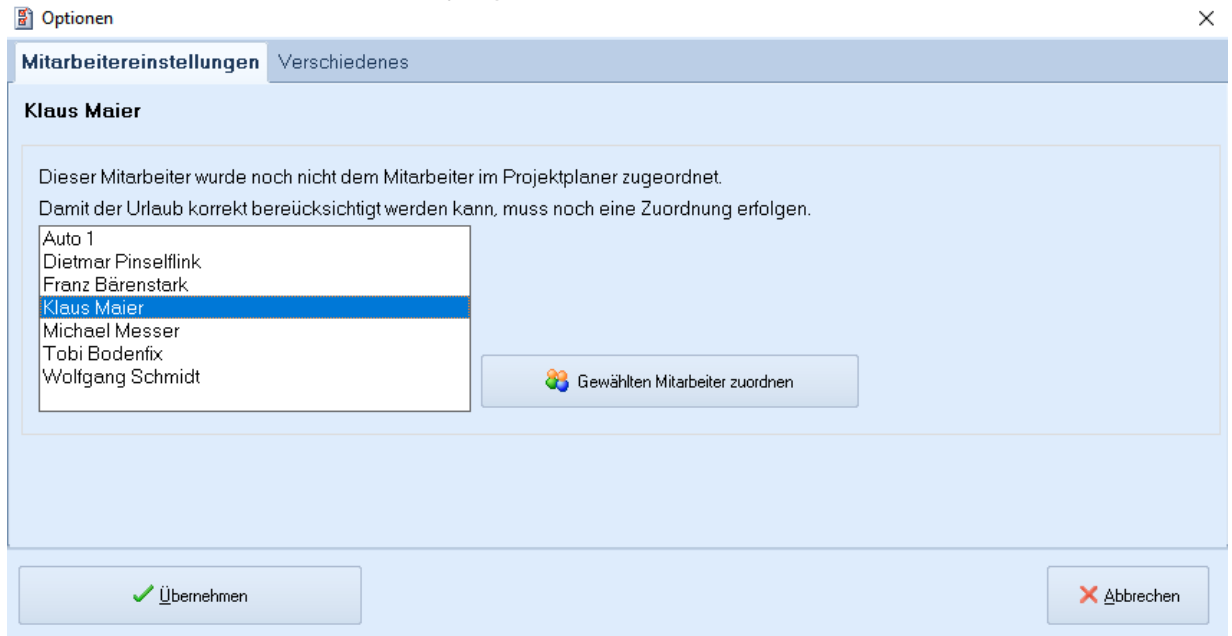 Optionen
Mitarbeitereinstellungen Verschiedenes
Klaus Maier
Dieser Mitarbeiter wurde noch nicht dem Mitarbeiter im Projektplaner zugeordnet.
Damit der Urlaub korrekt bereücksichtigt werden kann, muss noch eine Zuordnung erfolgen.
Auto 1
Dietmar Pinselflink
Franz Bärenstark
Klaus Maier
Michael Messer
Tobi Bodenfix
Wolfgang Schmidt
Gewählten Mitarbeiter zuordnen
Übernehmen
Abbrechen